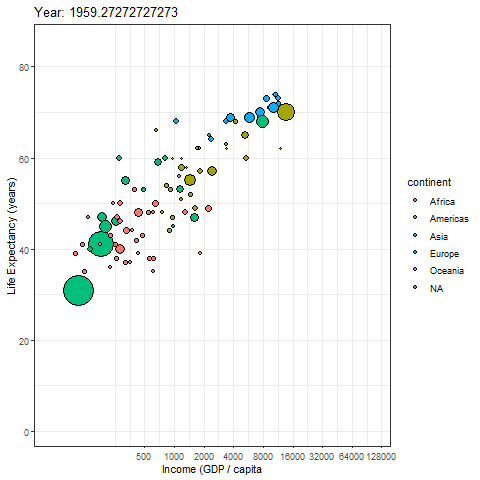 Year: 1959.27272727273
80
60
40
20
0
Life Expectancy (years)
500 1000 2000 4000 8000 16000 32000 64000 128000
Income (GDP / capita
continent
Africa
Americas
Asia
Europe
Oceania
NA